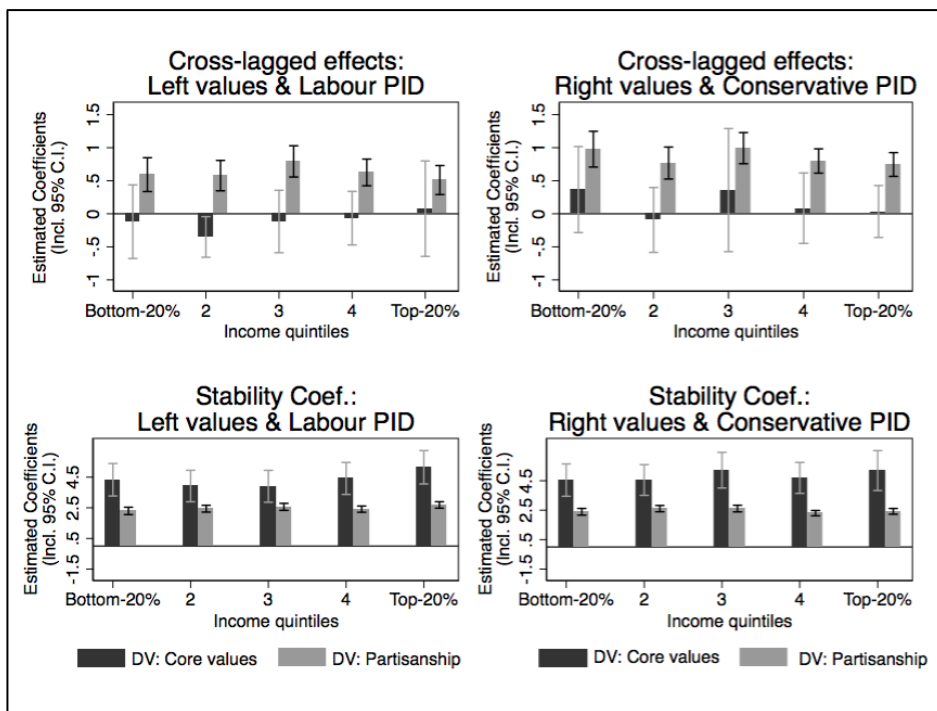 Cross-lagged effects:
Left values & Labour PID
Estimated Coefficients
(Incl. 95% C.I.)
1.5
1
.5
0
-.5
-1
Bottom-20% 2 3 4 Top-20%
Income quintiles
Cross-lagged effects:
Right values & Conservative PID
Estimated Coefficients
(Incl. 95% C.I.)
1.5
1
.5
0
-.5
-1
Bottom-20% 2 3 4 Top-20%
Income quintiles
Stability Coef.:
Left values & Labour PID
Estimated Coefficients
(Incl. 95% C.I.)
4.5
2.5
.5
-1.5
Bottom-20% 2 3 4 Top-20%
Income quintiles
DV: Core values DV: Partisanship
Stability Coef.:
Right values & Conservative PID
Estimated Coefficients
(Incl. 95% C.I.)
4.5
2.5
.5
-1.5
Bottom-20% 2 3 4 Top-20%
Income quintiles
DV: Core values DV: Partisanship